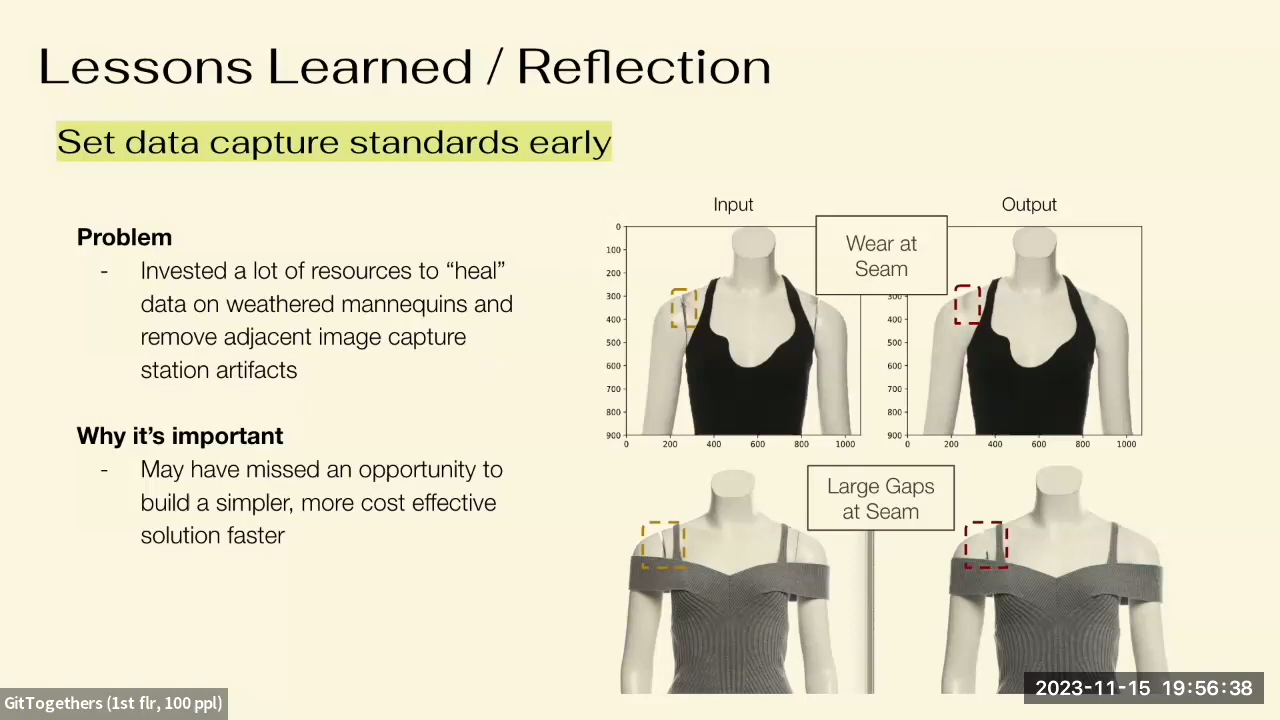 Lessons Learned / Reflection
Set data capture standards early
Problem
- Invested a lot of resources to “heal”
data on weathered mannequins and
remove adjacent image capture
station artifacts
Why it’s important
- May have missed an opportunity to
build a simpler, more cost effective
solution faster
Input
Output
Wear at
Seam
0
100
200
300
400
500
600
700
800
900
0 200 400 600 800 1000
300
400
500
600
700
800
900
0 200 400 600 800 1000
Large Gaps
at Seam
GitTogethers (1st flr, 100 ppl)
2023-11-15 19:56:38